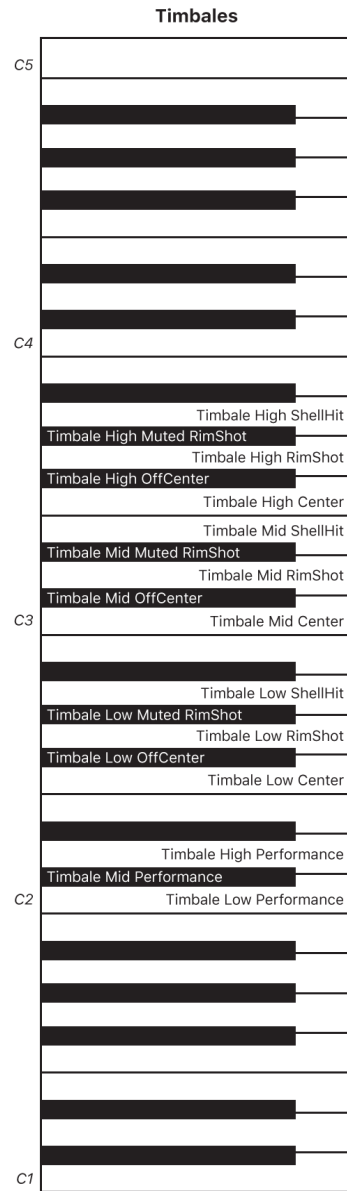 Timbales
C5
C4
Timbale High ShellHit
Timbale High Muted RimShot
Timbale High RimShot
Timbale High OffCenter
Timbale High Center
Timbale Mid ShellHit
Timbale Mid Muted RimShot
Timbale Mid RimShot
Timbale Mid OffCenter
C3
Timbale Mid Center
Timbale Low ShellHit
Timbale Low Muted RimShot
Timbale Low RimShot
Timbale Low OffCenter
Timbale Low Center
Timbale High Performance
Timbale Mid Performance
C2
Timbale Low Performance
C1